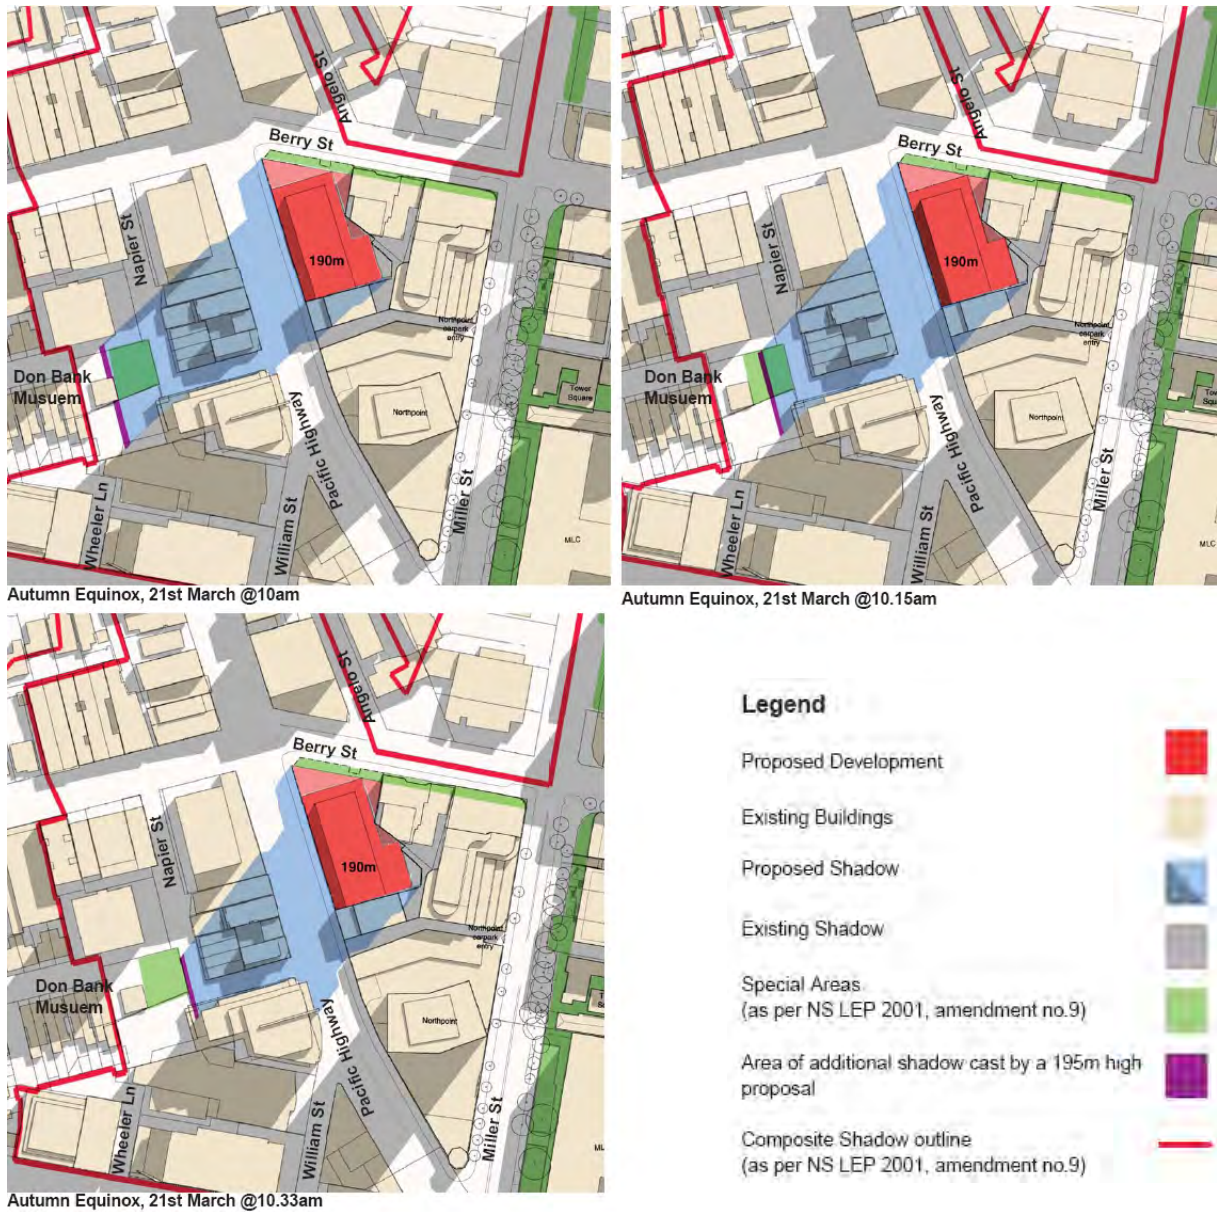 Angelo St
Berry St
Napier St
190m
Northpoint
carpark
entry
Don Bank
Musuem
Northpoint
Tower
Square
Pacific Highway
Miller St
Wheeler Ln
William St
MLC
Autumn Equinox, 21st March @10am
Angelo St
Berry St
Napier St
190m
Northpoint
carpark
entry
Don Bank
Musuem
Northpoint
Pacific Highway
Miller St
Wheeler Ln
William St
MLC
Autumn Equinox, 21st March @10.15am
Angelo St
Berry St
Napier St
190m
Northpoint
carpark
entry
Don Bank
Musuem
Northpoint
Pacific Highway
Miller St
Wheeler Ln
William St
Autumn Equinox, 21st March @10.33am
Legend
Proposed Development
Existing Buildings
Proposed Shadow
Existing Shadow
Special Areas
(as per NS LEP 2001, amendment no.9)
Area of additional shadow cast by a 195m high
proposal
Composite Shadow outline
(as per NS LEP 2001, amendment no.9)